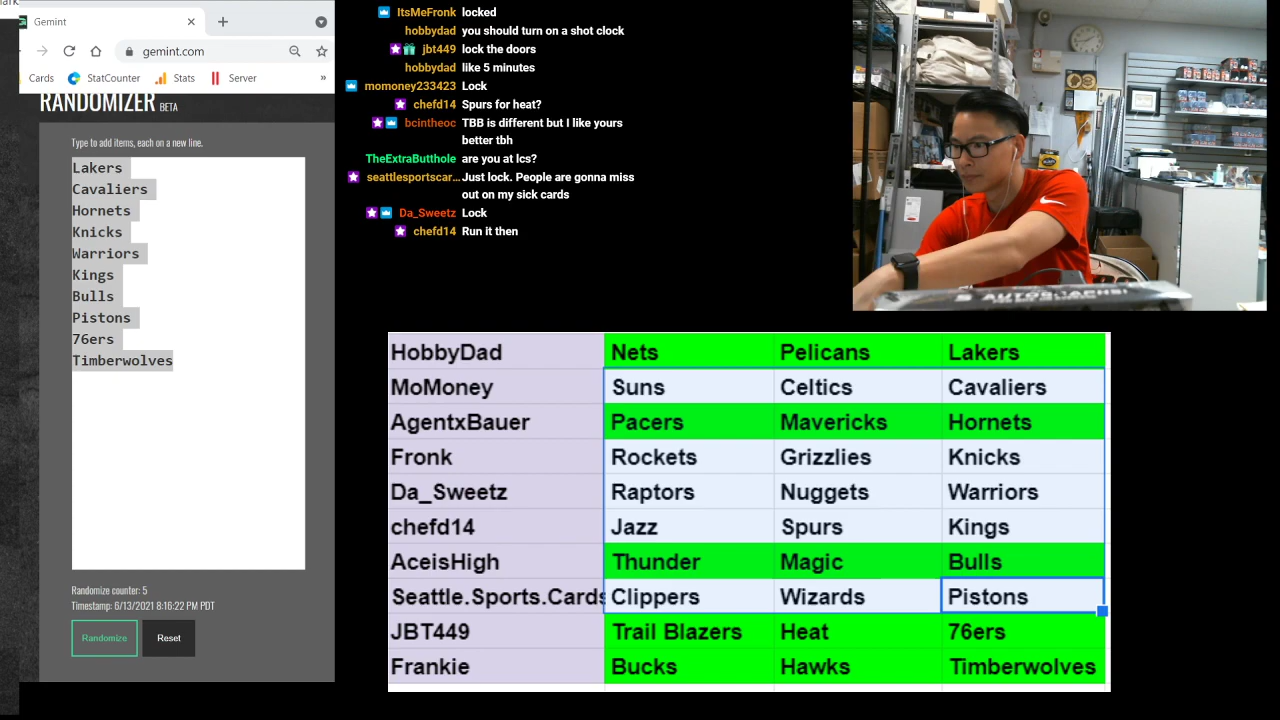 Gemint
gemint.com
Cards StatCounter Stats Server »
RANDOMIZER BETA
Type to add items, each on a new line.
Lakers
Cavaliers
Hornets
Knicks
Warriors
Kings
Bulls
Pistons
76ers
Timberwolves
Randomize counter: 5
Timestamp: 6/13/2021 8:16:22 PM PDT
Randomize Reset
ItsMeFronk locked
hobbydad you should turn on a shot clock
jbt449 lock the doors
hobbydad like 5 minutes
momoney233423 Lock
chefd14 Spurs for heat?
bcintheoc TBB is different but I like yours
better tbh
TheExtraButthole are you at lcs?
seattlesportscar... Just lock. People are gonna miss
out on my sick cards
Da_Sweetz Lock
chefd14 Run it then
5 AUTOGRAPHS!
HobbyDad Nets Pelicans Lakers
MoMoney Suns Celtics Cavaliers
AgentxBauer Pacers Mavericks Hornets
Fronk Rockets Grizzlies Knicks
Da_Sweetz Raptors Nuggets Warriors
chefd14 Jazz Spurs Kings
AceisHigh Thunder Magic Bulls
Seattle.Sports.Cards Clippers Wizards Pistons
JBT449 Trail Blazers Heat 76ers
Frankie Bucks Hawks Timberwolves